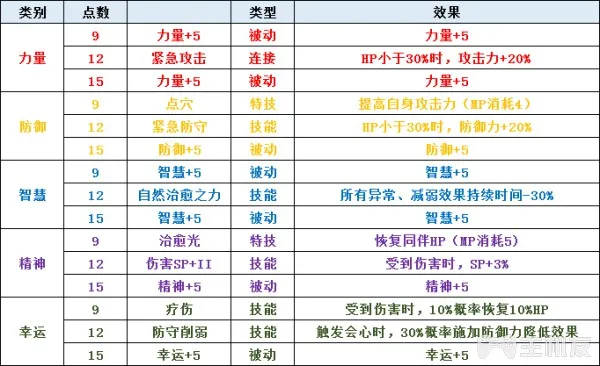 类别 点数 类型 效果
力量 9 力量+5 被动 力量+5
12 紧急攻击 连接 HP小于30%时，攻击力+20%
15 力量+5 被动 力量+5
防御 9 点穴 特技 提高自身攻击力（MP消耗4）
12 紧急防守 技能 HP小于30%时，防御力+20%
15 防御+5 被动 防御+5
智慧 9 智慧+5 被动 智慧+5
12 自然治愈之力 技能 所有异常、减弱效果持续时间-30%
15 智慧+5 被动 智慧+5
精神 9 治愈光 特技 恢复同伴HP（MP消耗5）
12 伤害SP+II 技能 受到伤害时，SP+3%
15 精神+5 被动 精神+5
幸运 9 疗伤 技能 受到伤害时，10%概率恢复10%HP
12 防守削弱 技能 触发会心时，30%概率施加防御力降低效果
15 幸运+5 被动 幸运+5